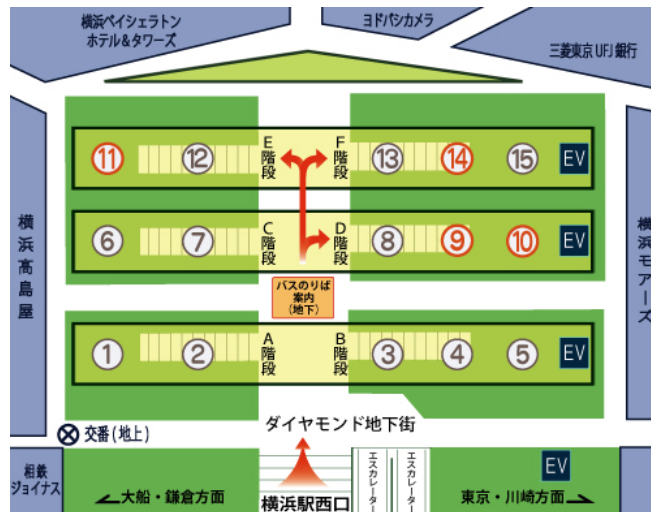 横浜ベイシェラトン
ホテル&タワーズ
ヨドバシカメラ
三菱東京UFJ銀行
⑪
⑫
E階段
F階段
⑬
⑭
⑮
EV
横浜高島屋
⑥
⑦
C階段
D階段
⑧
⑨
⑩
EV
横浜モアーズ
バスのりば
案内
(地下)
①
②
A階段
B階段
③
④
⑤
EV
交番(地上)
ダイヤモンド地下街
相鉄
ジョイナス
大船・鎌倉方面
横浜駅西口
エスカレーター
エスカレーター
EV
東京・川崎方面